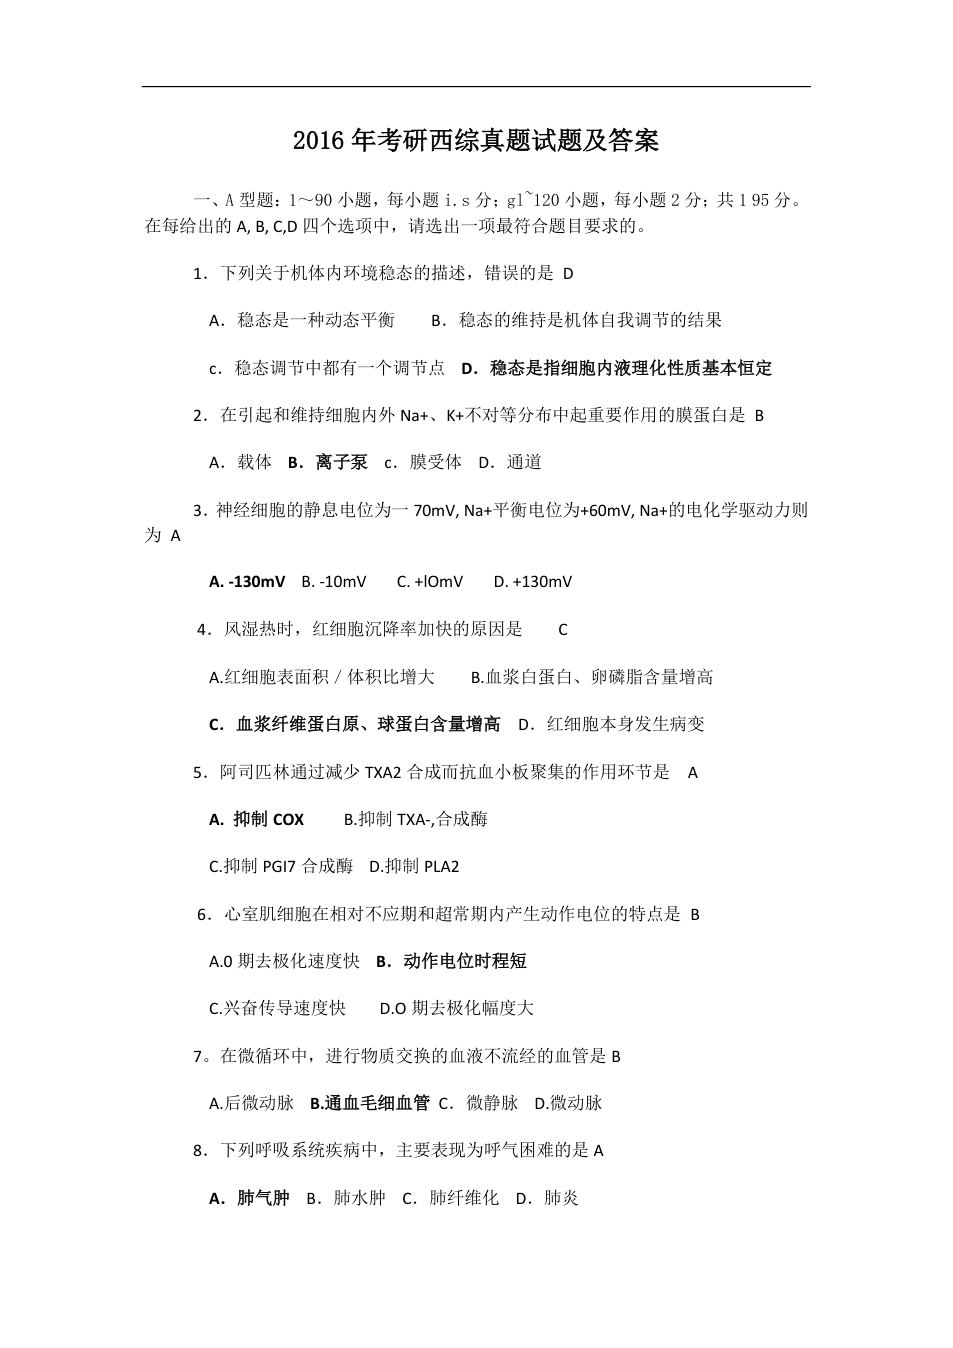 2016 年考研西综真题试题及答案
一、A 型题：1～90 小题，每小题 i.s 分；gl~120 小题，每小题 2 分；共 1 95 分。
在每给出的 A, B, C,D 四个选项中，请选出一项最符合题目要求的。
1．下列关于机体内环境稳态的描述，错误的是 D
A．稳态是一种动态平衡 B．稳态的维持是机体自我调节的结果
c．稳态调节中都有一个调节点 D．稳态是指细胞内液理化性质基本恒定
2．在引起和维持细胞内外 Na+、K+不对等分布中起重要作用的膜蛋白是 B
A．载体 B．离子泵 c．膜受体 D．通道
3．神经细胞的静息电位为一 70mV, Na+平衡电位为+60mV, Na+的电化学驱动力则
为 A
A. -130mV B. -10mV C. +lOmV D. +130mV
4．风湿热时，红细胞沉降率加快的原因是 C
A.红细胞表面积／体积比增大 B.血浆白蛋白、卵磷脂含量增高
C．血浆纤维蛋白原、球蛋白含量增高 D．红细胞本身发生病变
5．阿司匹林通过减少 TXA2 合成而抗血小板聚集的作用环节是 A
A. 抑制 COX B.抑制 TXA-,合成酶
C.抑制 PGI7 合成酶 D.抑制 PLA2
6．心室肌细胞在相对不应期和超常期内产生动作电位的特点是 B
A.0 期去极化速度快 B．动作电位时程短
C.兴奋传导速度快 D.O 期去极化幅度大
7。在微循环中，进行物质交换的血液不流经的血管是 B
A.后微动脉 B.通血毛细血管 C．微静脉 D.微动脉
8．下列呼吸系统疾病中，主要表现为呼气困难的是 A
A．肺气肿 B．肺水肿 C．肺纤维化 D．肺炎